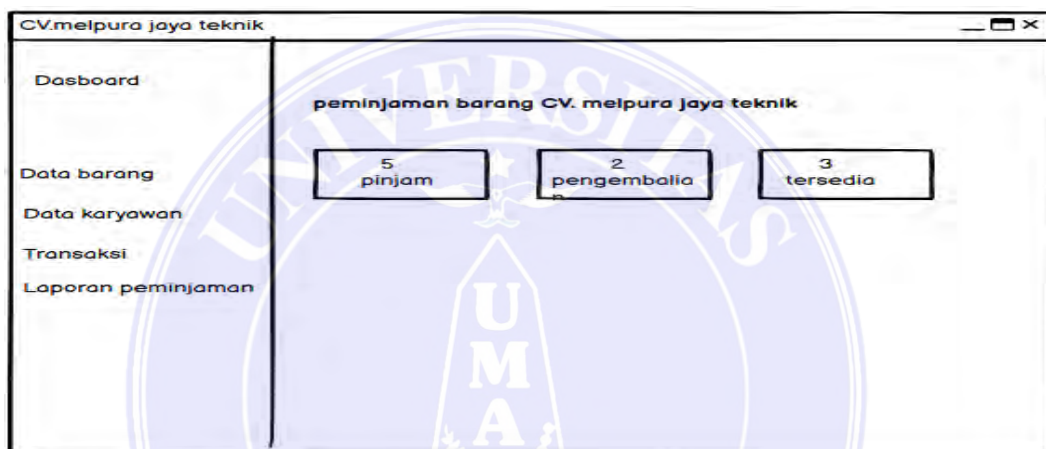 CV.melpura jaya teknik
Dasboard
Data barang
Data karyawan
Transaksi
Laporan peminjaman
peminjaman barang CV. melpura jaya teknik
5
pinjam
2
pengembalia
n
3
tersedia
UNIVERSITAS
UMA